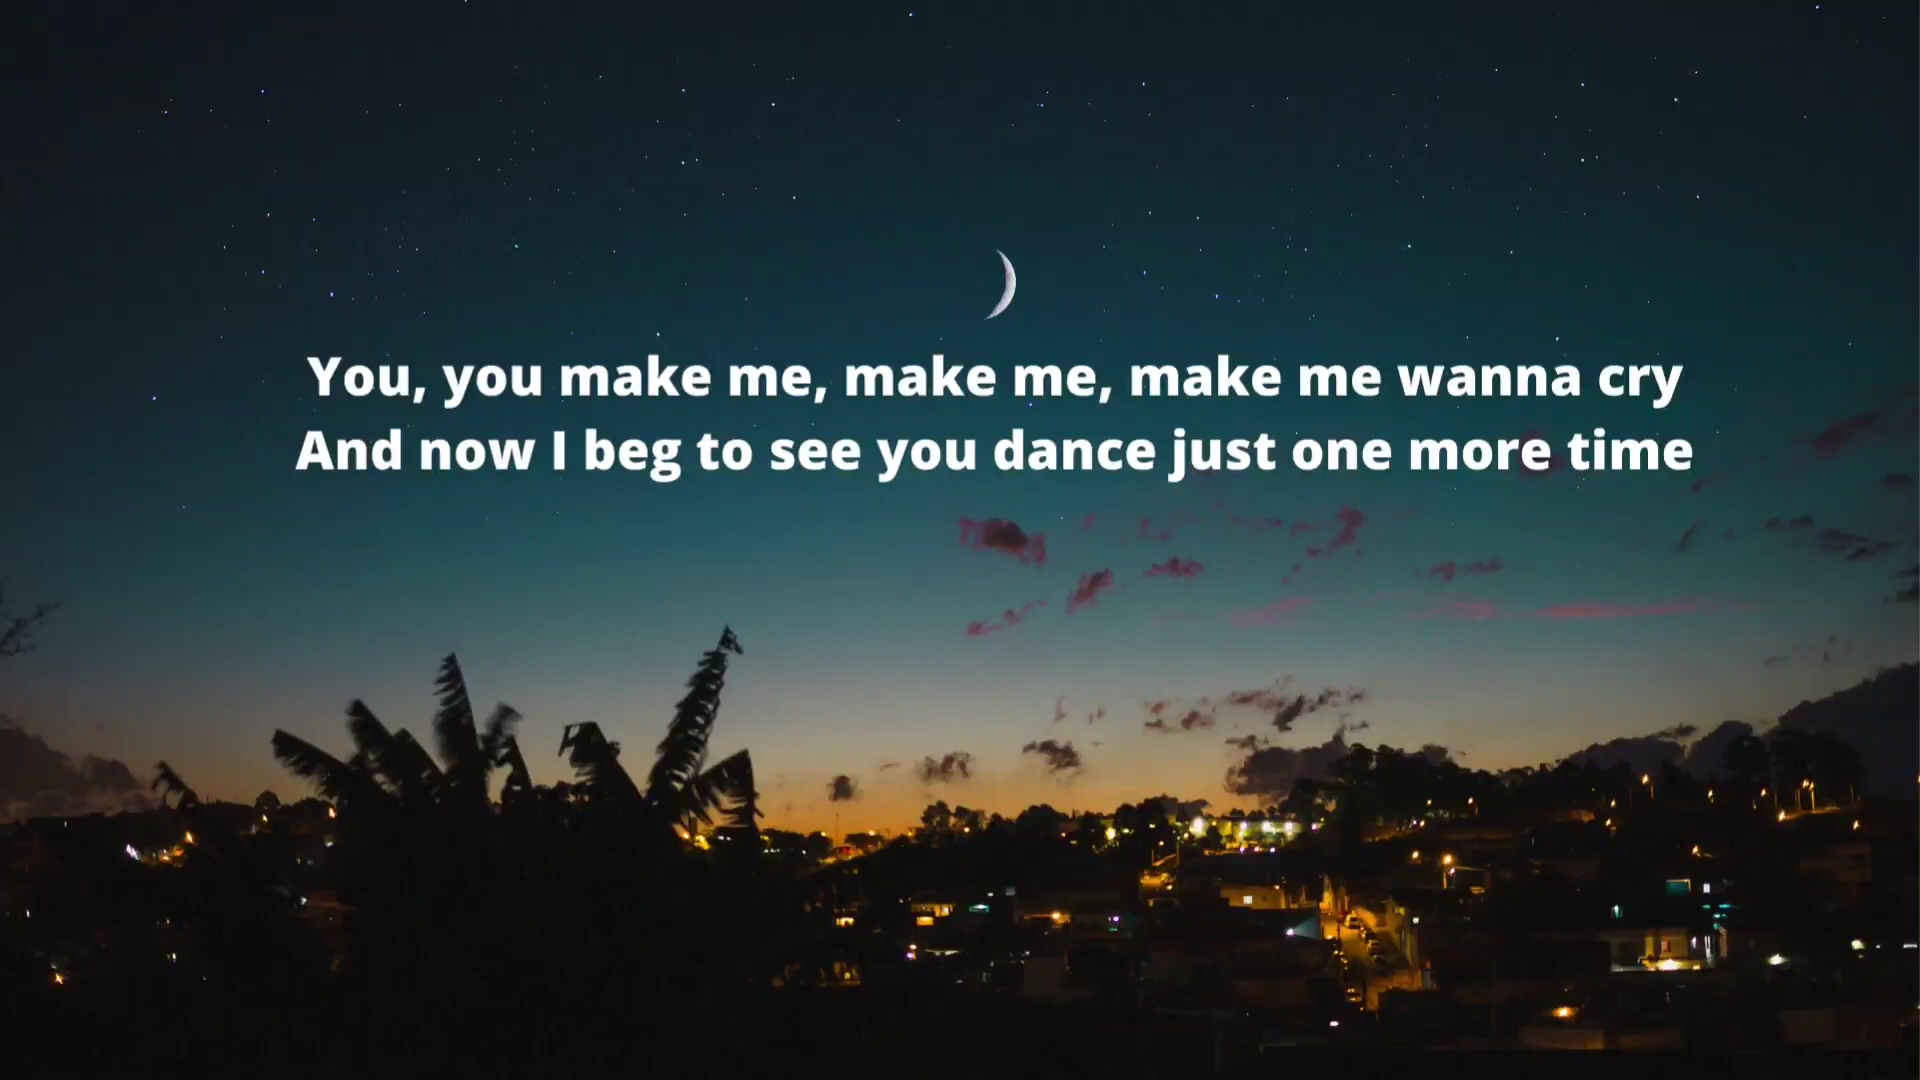 You, you make me, make me, make me wanna cry
And now I beg to see you dance just one more time